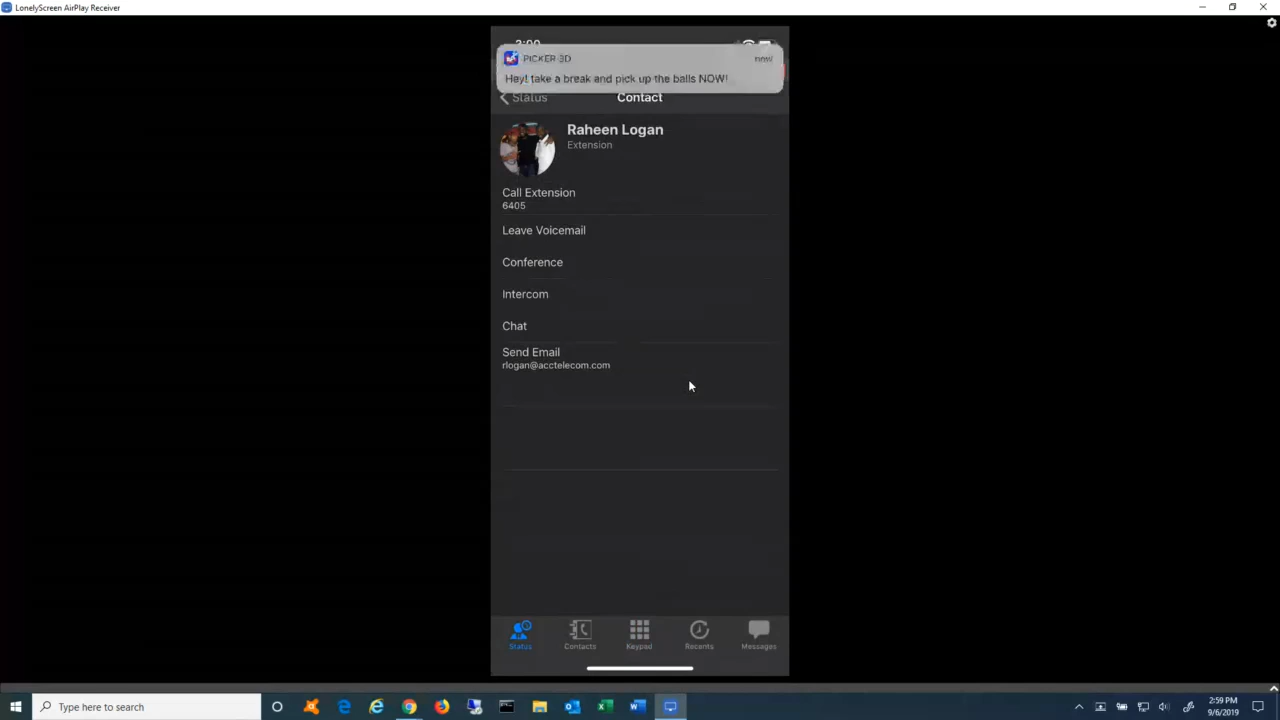 LonelyScreen AirPlay Receiver
3:00
PICKER 3D
now
Hey! take a break and pick up the balls NOW!
Status
Contact
Raheen Logan
Extension
Call Extension
6405
Leave Voicemail
Conference
Intercom
Chat
Send Email
rlogan@acctelecom.com
Status
Contacts
Keypad
Recents
Messages
Type here to search
2:59 PM
9/6/2019